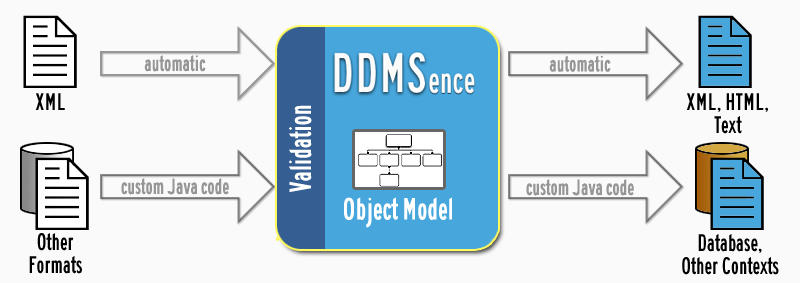 XML
automatic
DDMSence
automatic
XML, HTML,
Text
Validation
Other
Formats
custom Java code
Object Model
custom Java code
Database,
Other Contexts